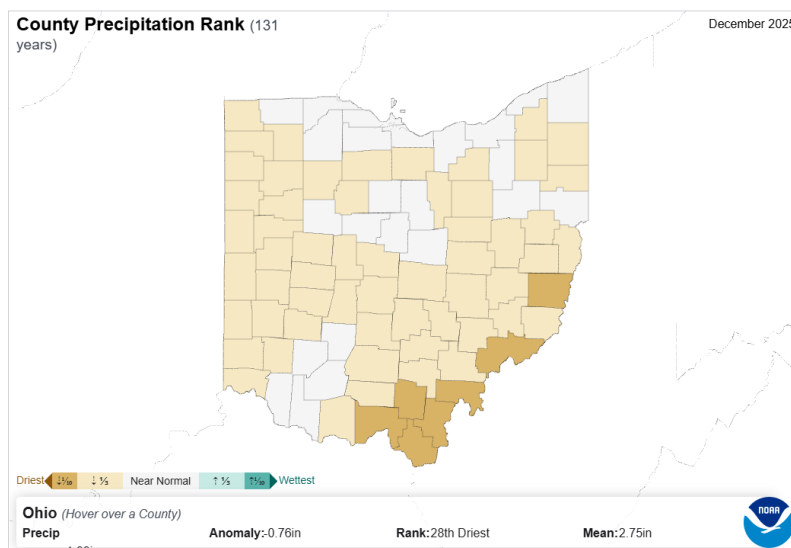 County Precipitation Rank (131 years)
December 2025
Driest ↓⅒ ↓ ⅓ Near Normal ↑ ⅓ ↑⅒ Wettest
Ohio (Hover over a County)
Precip Anomaly:-0.76in Rank:28th Driest Mean:2.75in
NOAA